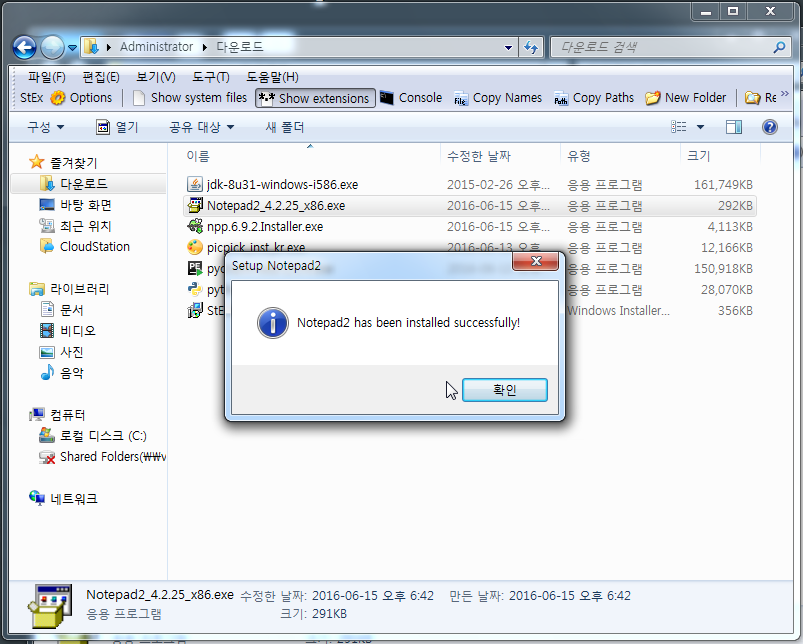 Administrator 다운로드
다운로드 검색
파일(F) 편집(E) 보기(V) 도구(T) 도움말(H)
StEx Options Show system files Show extensions Console Copy Names Copy Paths New Folder Re »
구성 열기 공유 대상 새 폴더
이름 수정한 날짜 유형 크기
즐겨찾기
다운로드
바탕 화면
최근 위치
CloudStation
라이브러리
문서
비디오
사진
음악
컴퓨터
로컬 디스크 (C:)
Shared Folders(₩₩v
네트워크
jdk-8u31-windows-i586.exe 2015-02-26 오후... 응용 프로그램 161,749KB
Notepad2_4.2.25_x86.exe 2016-06-15 오후... 응용 프로그램 292KB
npp.6.9.2.Installer.exe 2016-06-15 오후... 응용 프로그램 4,113KB
picpick_inst_kr.exe 2016-06-13 오후... 응용 프로그램 12,166KB
응용 프로그램 150,918KB
응용 프로그램 28,070KB
StE Windows Installer... 356KB
Setup Notepad2
Notepad2 has been installed successfully!
확인
Notepad2_4.2.25_x86.exe 수정한 날짜: 2016-06-15 오후 6:42 만든 날짜: 2016-06-15 오후 6:42
응용 프로그램 크기: 291KB